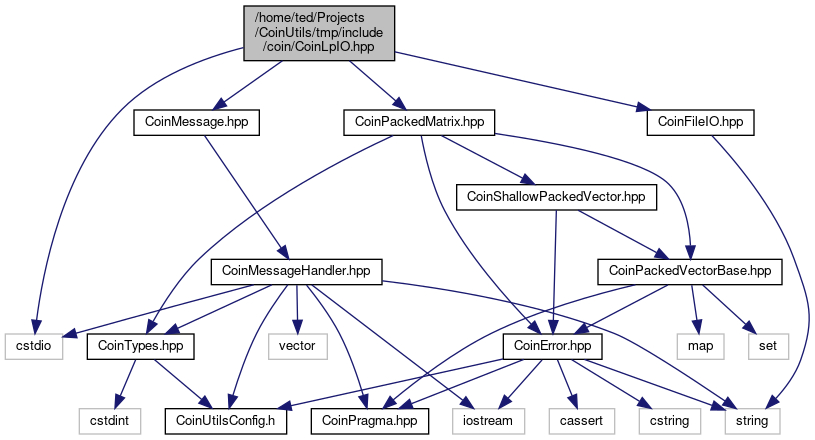 /home/ted/Projects
/CoinUtils/tmp/include
/coin/CoinLpIO.hpp
CoinMessage.hpp
CoinPackedMatrix.hpp
CoinFileIO.hpp
CoinShallowPackedVector.hpp
CoinMessageHandler.hpp
CoinPackedVectorBase.hpp
cstdio
CoinTypes.hpp
vector
CoinError.hpp
map
set
cstdint
CoinUtilsConfig.h
CoinPragma.hpp
iostream
cassert
cstring
string